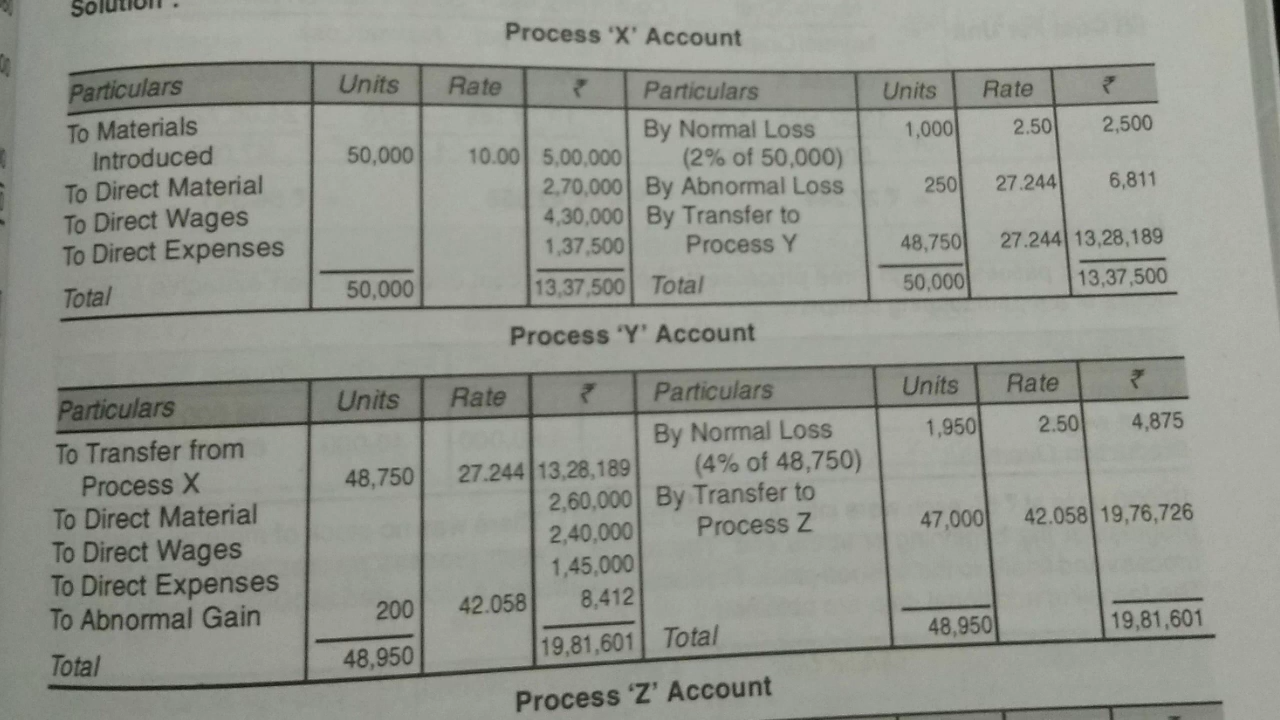 Solution :
Process ‘X’ Account
Particulars Units Rate ₹ Particulars Units Rate ₹
To Materials By Normal Loss 1,000 2.50 2,500
Introduced 50,000 10.00 5,00,000 (2% of 50,000)
To Direct Material 2,70,000 By Abnormal Loss 250 27.244 6,811
To Direct Wages 4,30,000 By Transfer to
To Direct Expenses 1,37,500 Process Y 48,750 27.244 13,28,189
Total 50,000 13,37,500 Total 50,000 13,37,500
Process ‘Y’ Account
Particulars Units Rate ₹ Particulars Units Rate ₹
To Transfer from By Normal Loss 1,950 2.50 4,875
Process X 48,750 27.244 13,28,189 (4% of 48,750)
To Direct Material 2,60,000 By Transfer to
To Direct Wages 2,40,000 Process Z 47,000 42.058 19,76,726
To Direct Expenses 1,45,000
To Abnormal Gain 200 42.058 8,412
Total 48,950 19,81,601 Total 48,950 19,81,601
Process ‘Z’ Account